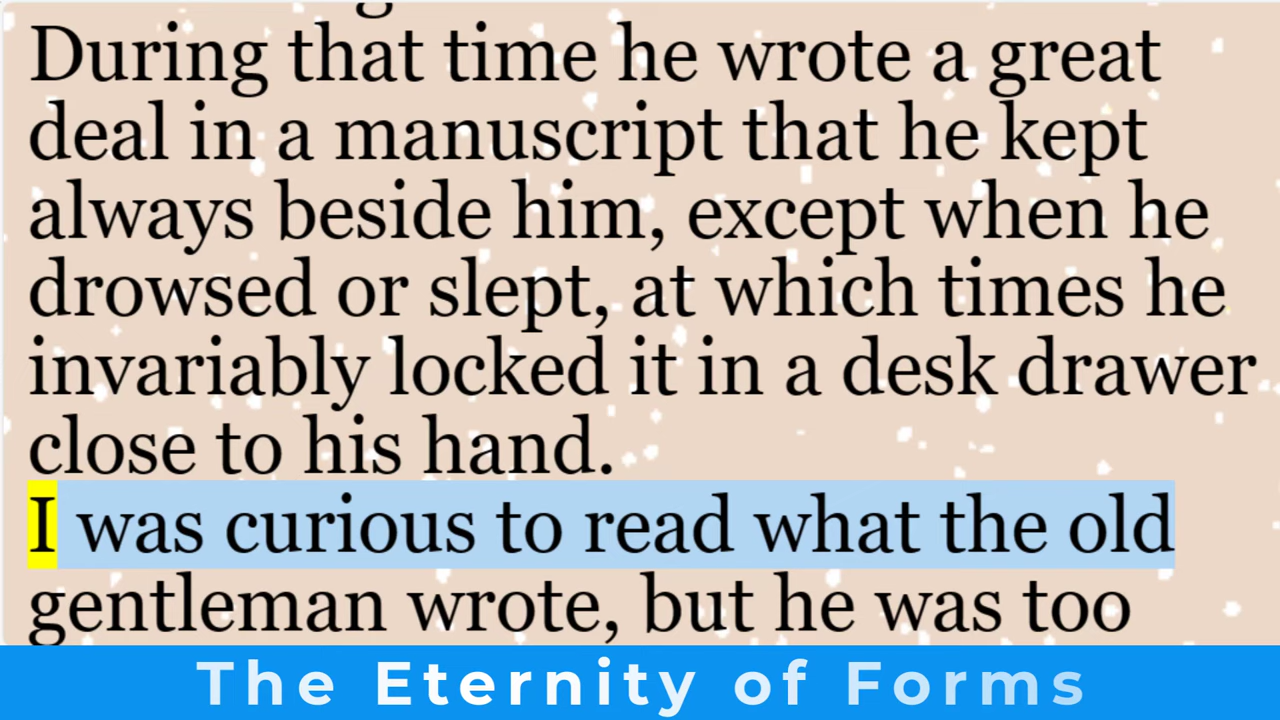 During that time he wrote a great
deal in a manuscript that he kept
always beside him, except when he
drowsed or slept, at which times he
invariably locked it in a desk drawer
close to his hand.
I was curious to read what the old
gentleman wrote, but he was too
The Eternity of Forms